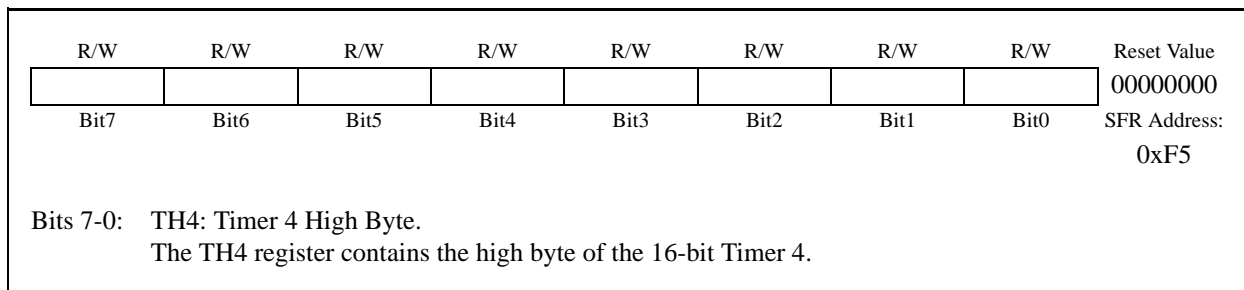 R/W R/W R/W R/W R/W R/W R/W R/W Reset Value
00000000
Bit7 Bit6 Bit5 Bit4 Bit3 Bit2 Bit1 Bit0 SFR Address:
0xF5
Bits 7-0: TH4: Timer 4 High Byte.
The TH4 register contains the high byte of the 16-bit Timer 4.